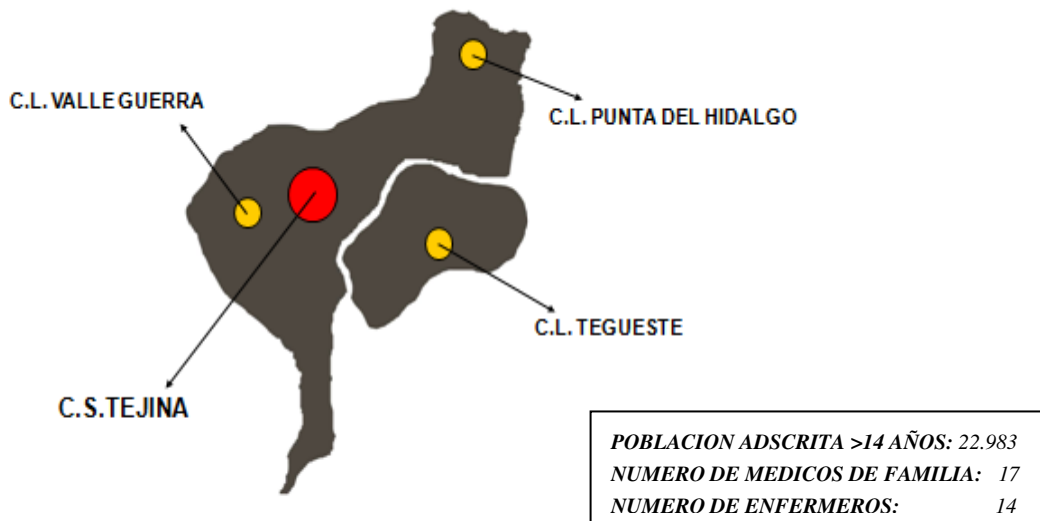 C.L. VALLE GUERRA
C.L. PUNTA DEL HIDALGO
C.L. TEGUESTE
C.S.TEJINA
POBLACION ADSCRITA >14 AÑOS: 22.983
NUMERO DE MEDICOS DE FAMILIA: 17
NUMERO DE ENFERMEROS: 14